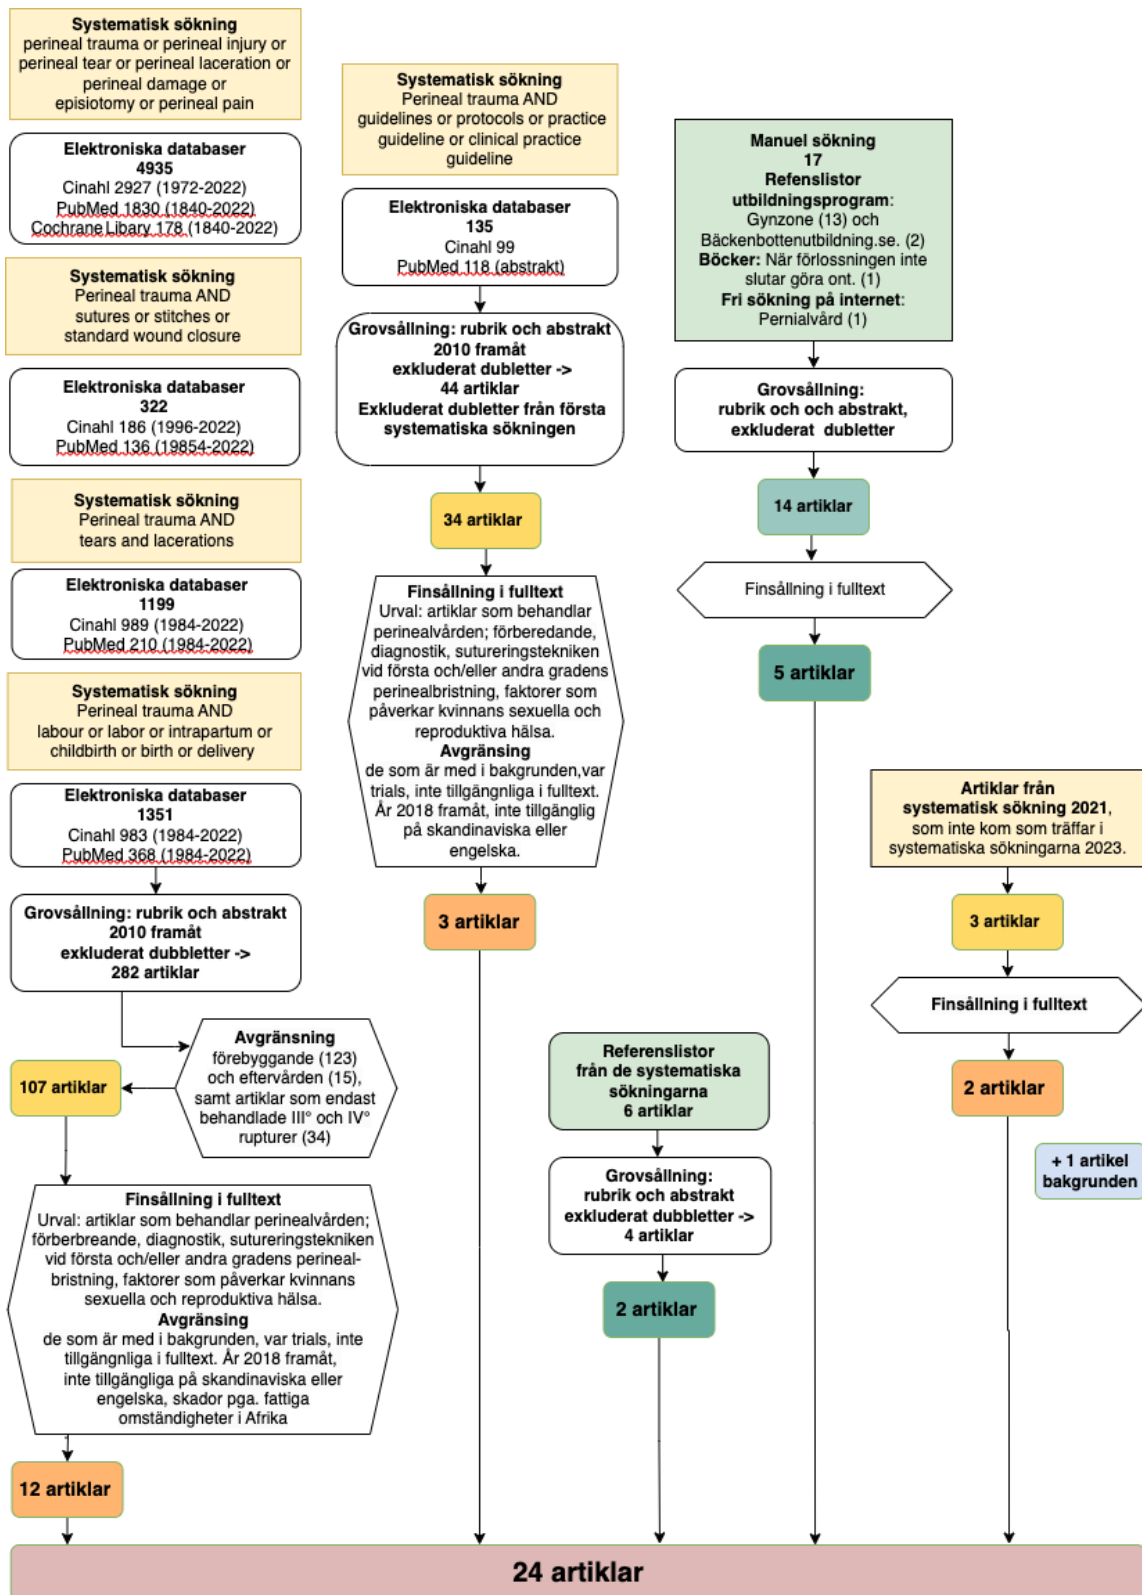 Systematisk sökning
perineal trauma or perineal injury or
perineal tear or perineal laceration or
perineal damage or
episiotomy or perineal pain
Elektroniska databaser
4935
Cinahl 2927 (1972-2022)
PubMed 1830 (1840-2022)
Cochrane Libary 178 (1840-2022)
Systematisk sökning
Perineal trauma AND
sutures or stitches or
standard wound closure
Elektroniska databaser
322
Cinahl 186 (1996-2022)
PubMed 136 (19854-2022)
Systematisk sökning
Perineal trauma AND
tears and lacerations
Elektroniska databaser
1199
Cinahl 989 (1984-2022)
PubMed 210 (1984-2022)
Systematisk sökning
Perineal trauma AND
labour or labor or intrapartum or
childbirth or birth or delivery
Elektroniska databaser
1351
Cinahl 983 (1984-2022)
PubMed 368 (1984-2022)
Grovsållning: rubrik och abstrakt
2010 framåt
exkluderat dubbletter ->
282 artiklar
Avgränsning
förebyggande (123)
och eftervården (15),
samt artiklar som endast
behandlade III° och IV°
rupturer (34)
107 artiklar
Finsållning i fulltext
Urval: artiklar som behandlar perinealvården;
förberbreande, diagnostik, sutureringstekniken
vid första och/eller andra gradens perineal-
bristning, faktorer som påverkar kvinnans
sexuella och reproduktiva hälsa.
Avgränsing
de som är med i bakgrunden, var trials, inte
tillgängnliga i fulltext. År 2018 framåt,
inte tillgängliga på skandinaviska eller
engelska, skador pga. fattiga
omständigheter i Afrika
12 artiklar
Systematisk sökning
Perineal trauma AND
guidelines or protocols or practice
guideline or clinical practice
guideline
Elektroniska databaser
135
Cinahl 99
PubMed 118 (abstrakt)
Grovsållning: rubrik och abstrakt
2010 framåt
exkluderat dubletter ->
44 artiklar
Exkluderat dubletter från första
systematiska sökningen
34 artiklar
Finsållning i fulltext
Urval: artiklar som behandlar
perinealvården; förberedande,
diagnostik, sutureringstekniken
vid första och/eller andra gradens
perinealbristning, faktorer som
påverkar kvinnans sexuella och
reproduktiva hälsa.
Avgränsing
de som är med i bakgrunden,var
trials, inte tillgängnliga i fulltext.
År 2018 framåt, inte tillgänglig
på skandinaviska eller
engelska.
3 artiklar
Referenslistor
från de systematiska
sökningarna
6 artiklar
Grovsållning:
rubrik och abstrakt
exkluderat dubbletter ->
4 artiklar
2 artiklar
Manuel sökning
17
Refenslistor
utbildningsprogram:
Gynzone (13) och
Bäckenbottenutbildning.se. (2)
Böcker: När förlossningen inte
slutar göra ont. (1)
Fri sökning på internet:
Pernialvård (1)
Grovsållning:
rubrik och och abstrakt,
exkluderat dubletter
14 artiklar
Finsållning i fulltext
5 artiklar
Artiklar från
systematisk sökning 2021,
som inte kom som träffar i
systematiska sökningarna 2023.
3 artiklar
Finsållning i fulltext
2 artiklar
+ 1 artikel
bakgrunden
24 artiklar